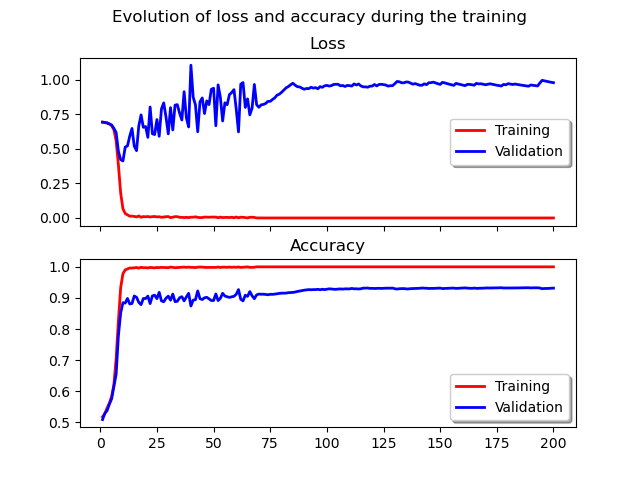 Evolution of loss and accuracy during the training
Loss
1.00
0.75
0.50
0.25
0.00
Training
Validation
Accuracy
1.0
0.9
0.8
0.7
0.6
0.5
Training
Validation
0 25 50 75 100 125 150 175 200